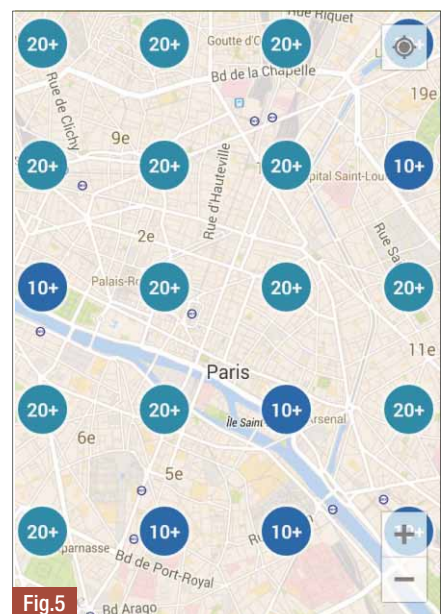 rue Riquet
20+ 20+ Goutte d'O 20+
Bd de la Chapelle
19e
Rue de Clichy
9e
20+ 20+ Rue d'Hauteville 20+ pital Saint-Lou 10+
2e
Rue Sa
10+ Palais-R 20+ 20+ 20+
11e
Paris
20+ 20+ Île Saint 10+ rsenal 20+
6e
5e
20+ 10+ 10+
+
parnasse
Bd de Port-Royal
−
Fig.5
Bd Arago